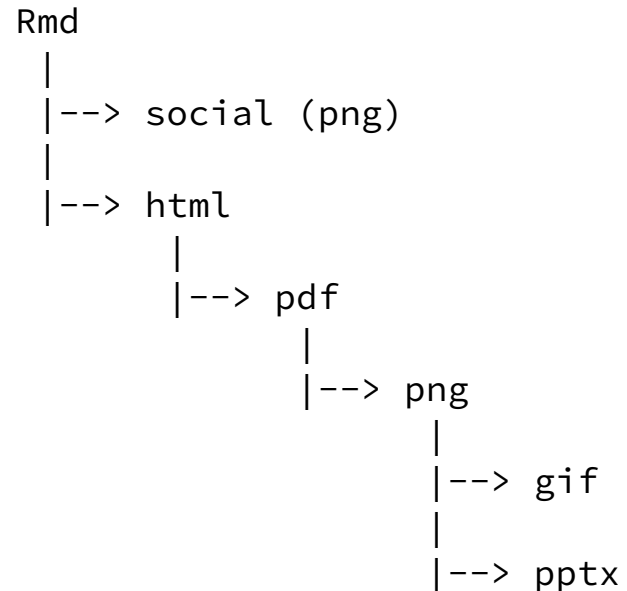 Rmd
 |
 |--> social (png)
 |
 |--> html
       |
       |--> pdf
             |
             |--> png
                   |
                   |--> gif
                   |
                   |--> pptx